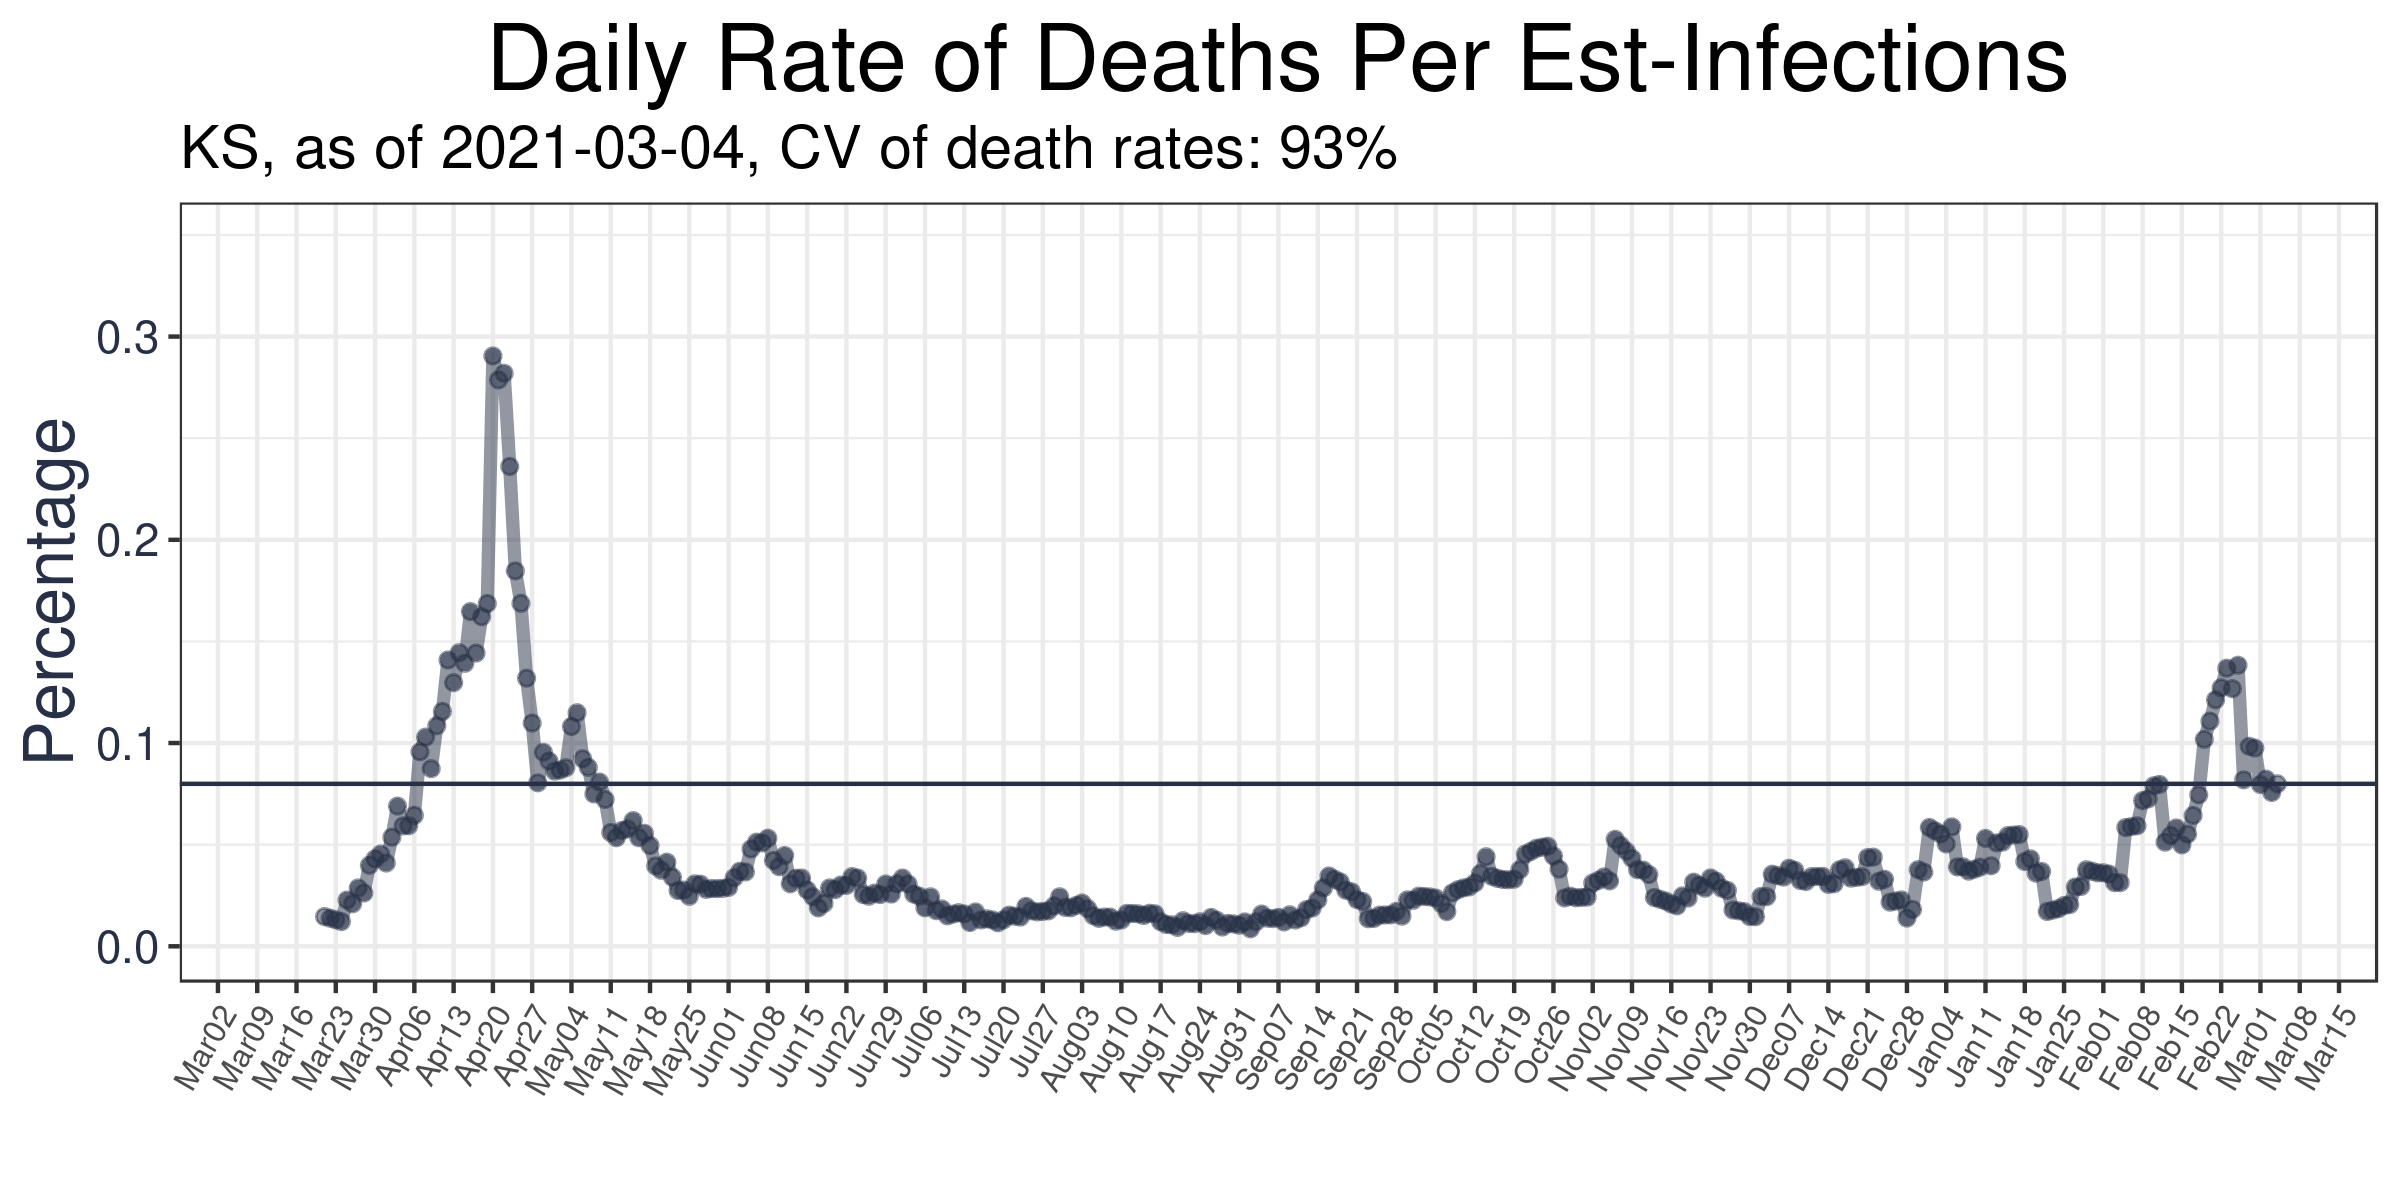 Daily Rate of Deaths Per Est-Infections
KS, as of 2021-03-04, CV of death rates: 93%
Percentage
0.3
0.2
0.1
0.0
Mar02
Mar09
Mar16
Mar23
Mar30
Apr06
Apr13
Apr20
Apr27
May04
May11
May18
May25
Jun01
Jun08
Jun15
Jun22
Jun29
Jul06
Jul13
Jul20
Jul27
Aug03
Aug10
Aug17
Aug24
Aug31
Sep07
Sep14
Sep21
Sep28
Oct05
Oct12
Oct19
Oct26
Nov02
Nov09
Nov16
Nov23
Nov30
Dec07
Dec14
Dec21
Dec28
Jan04
Jan11
Jan18
Jan25
Feb01
Feb08
Feb15
Feb22
Mar01
Mar08
Mar15